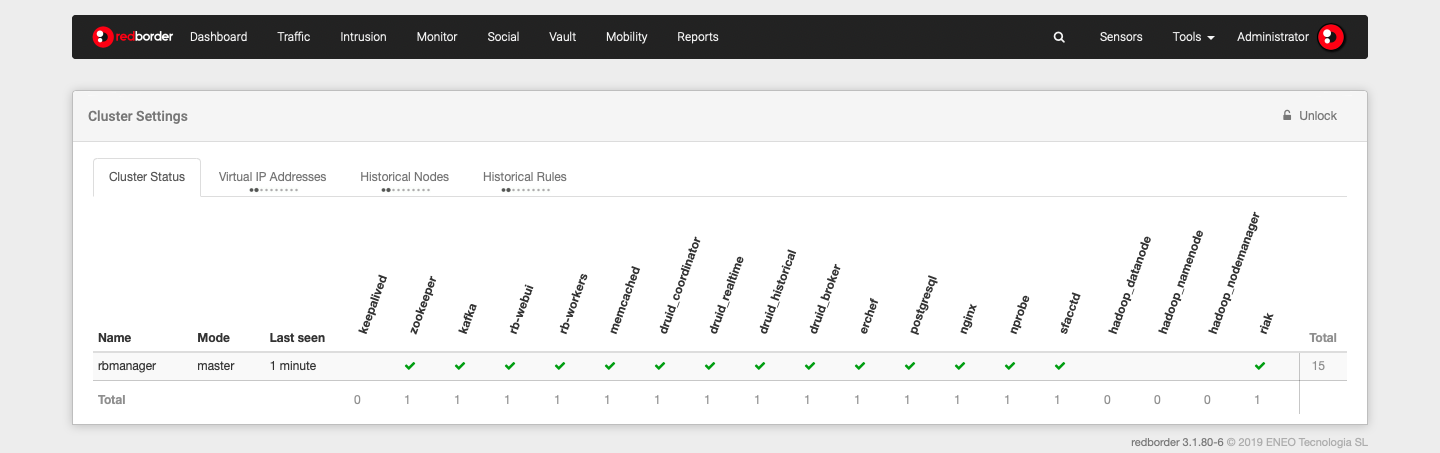 redborder Dashboard Traffic Intrusion Monitor Social Vault Mobility Reports Sensors Tools Administrator
Cluster Settings Unlock
Cluster Status Virtual IP Addresses Historical Nodes Historical Rules
Name Mode Last seen keepalived zookeeper kafka rb-webui rb-workers memcached druid_coordinator druid_realtime druid_historical druid_broker erchef postgresql nginx nprobe sfacctd hadoop_datanode hadoop_namenode hadoop_nodemanager riak Total
rbmanager master 1 minute ✓ ✓ ✓ ✓ ✓ ✓ ✓ ✓ ✓ ✓ ✓ ✓ ✓ ✓ ✓ 15
Total 0 1 1 1 1 1 1 1 1 1 1 1 1 1 1 0 0 0 1
redborder 3.1.80-6 © 2019 ENEO Tecnologia SL